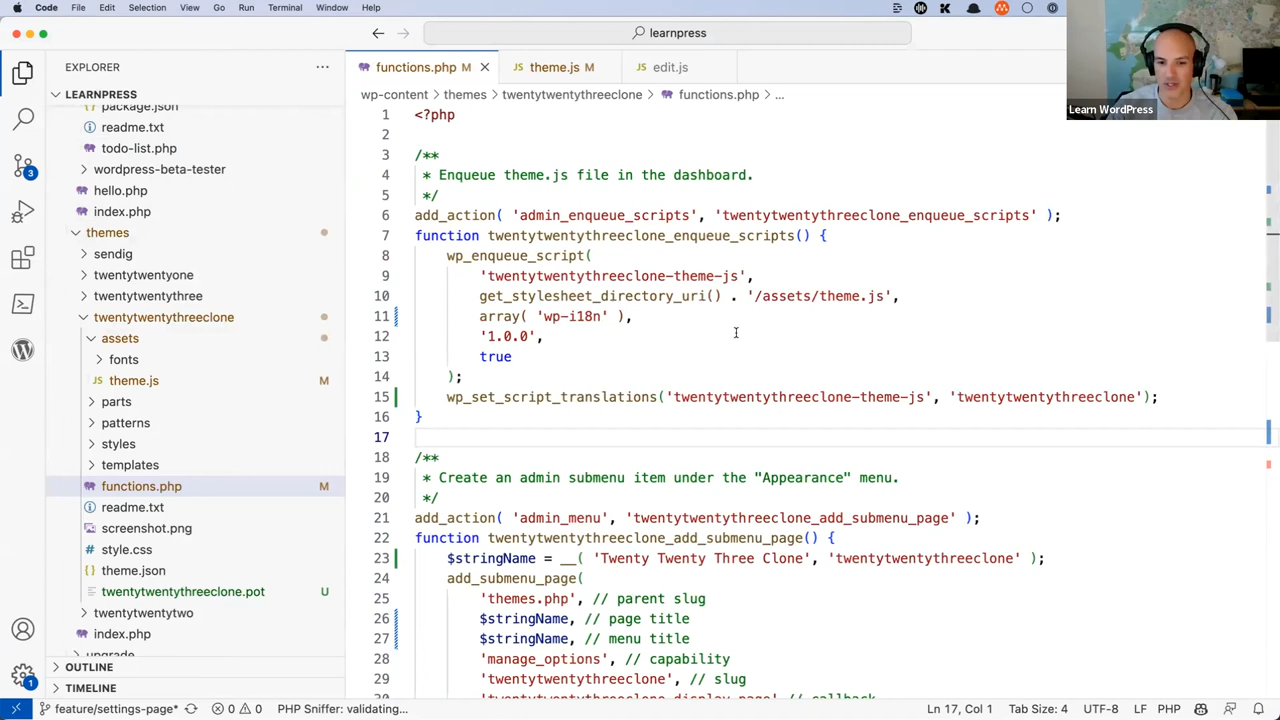 Code File Edit Selection View Go Run Terminal Window Help
learnpress
EXPLORER
functions.php M
theme.js M
edit.js
LEARNPRESS
wp-content > themes > twentytwentythreeclone > functions.php > ...
Learn WordPress
package.json
readme.txt
todo-list.php
wordpress-beta-tester
hello.php
index.php
themes
sendig
twentytwentyone
twentytwentythree
twentytwentythreeclone
assets
fonts
theme.js M
parts
patterns
styles
templates
functions.php M
readme.txt
screenshot.png
style.css
theme.json
twentytwentythreeclone.pot U
twentytwentytwo
index.php
upgrade
OUTLINE
TIMELINE
3
1
1 <?php
2
3 /**
4 * Enqueue theme.js file in the dashboard.
5 */
6 add_action( 'admin_enqueue_scripts', 'twentytwentythreeclone_enqueue_scripts' );
7 function twentytwentythreeclone_enqueue_scripts() {
8 wp_enqueue_script(
9 'twentytwentythreeclone-theme-js',
10 get_stylesheet_directory_uri() . '/assets/theme.js',
11 array( 'wp-i18n' ),
12 '1.0.0',
13 true
14 );
15 wp_set_script_translations('twentytwentythreeclone-theme-js', 'twentytwentythreeclone');
16 }
17
18 /**
19 * Create an admin submenu item under the "Appearance" menu.
20 */
21 add_action( 'admin_menu', 'twentytwentythreeclone_add_submenu_page' );
22 function twentytwentythreeclone_add_submenu_page() {
23 $stringName = __( 'Twenty Twenty Three Clone', 'twentytwentythreeclone' );
24 add_submenu_page(
25 'themes.php', // parent slug
26 $stringName, // page title
27 $stringName, // menu title
28 'manage_options', // capability
29 'twentytwentythreeclone', // slug
30 'twentytwentythreeclone_display_page' // callback
feature/settings-page* 0 0 PHP Sniffer: validating... Ln 17, Col 1 Tab Size: 4 UTF-8 LF PHP